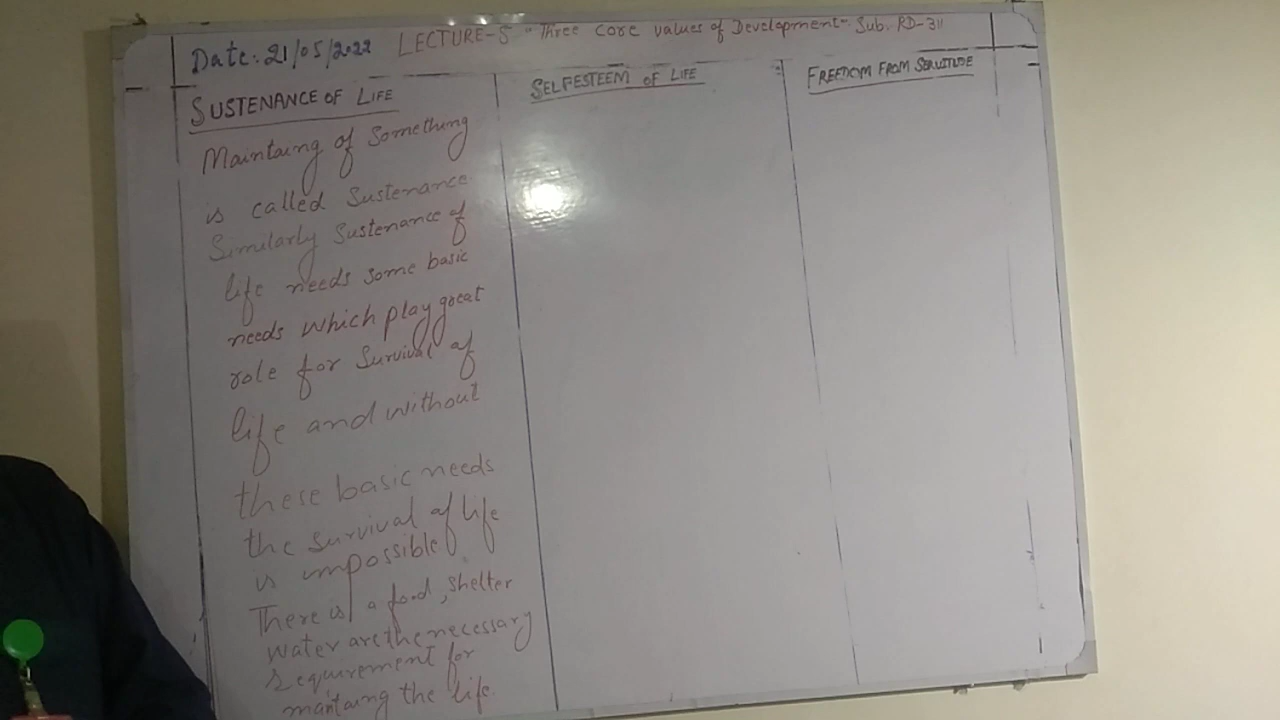 Date: 21/05/2022 LECTURE-5 "Three core values of Development". Sub. RD-311
SUSTENANCE OF LIFE
Maintaing of Something
is called Sustenance
Similarly Sustenance of
life needs some basic
needs which play great
role for Survival of
life and without
these basic needs
the survival of life
is impossible.
There is a food, shelter
water are the necessary
requirement for
maintaing the life.
SELFESTEEM OF LIFE
FREEDOM FROM SERVITUDE